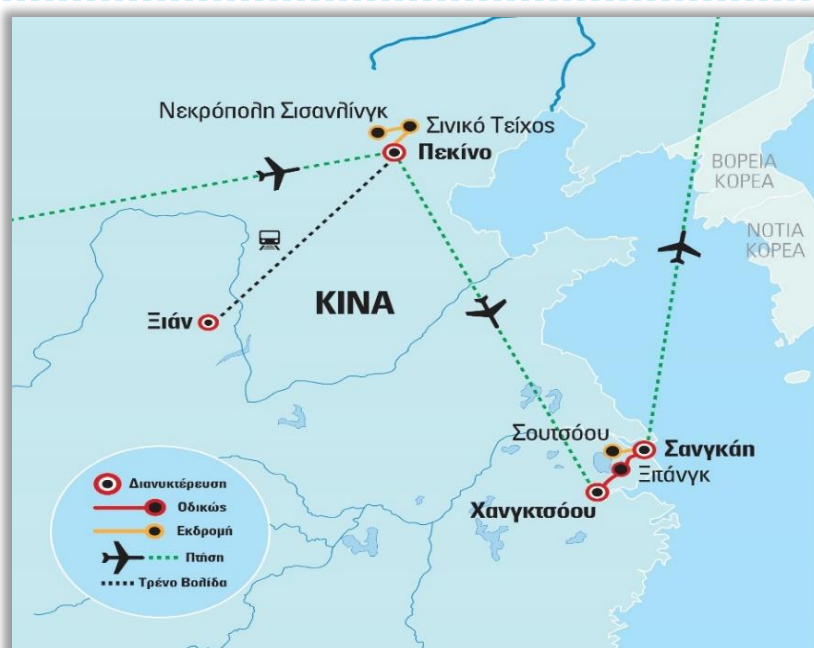 Νεκρόπολη Σισανλίνγκ
Σινικό Τείχος
Πεκίνο
ΒΟΡΕΙΑ
ΚΟΡΕΑ
ΝΟΤΙΑ
ΚΟΡΕΑ
ΚΙΝΑ
Ξιάν
Σουτσόου
Σανγκάη
Ξιτάνγκ
Χανγκτσόου
Διανυκτέρευση
Οδικώς
Εκδρομή
Πτήση
Τρένο Βολίδα